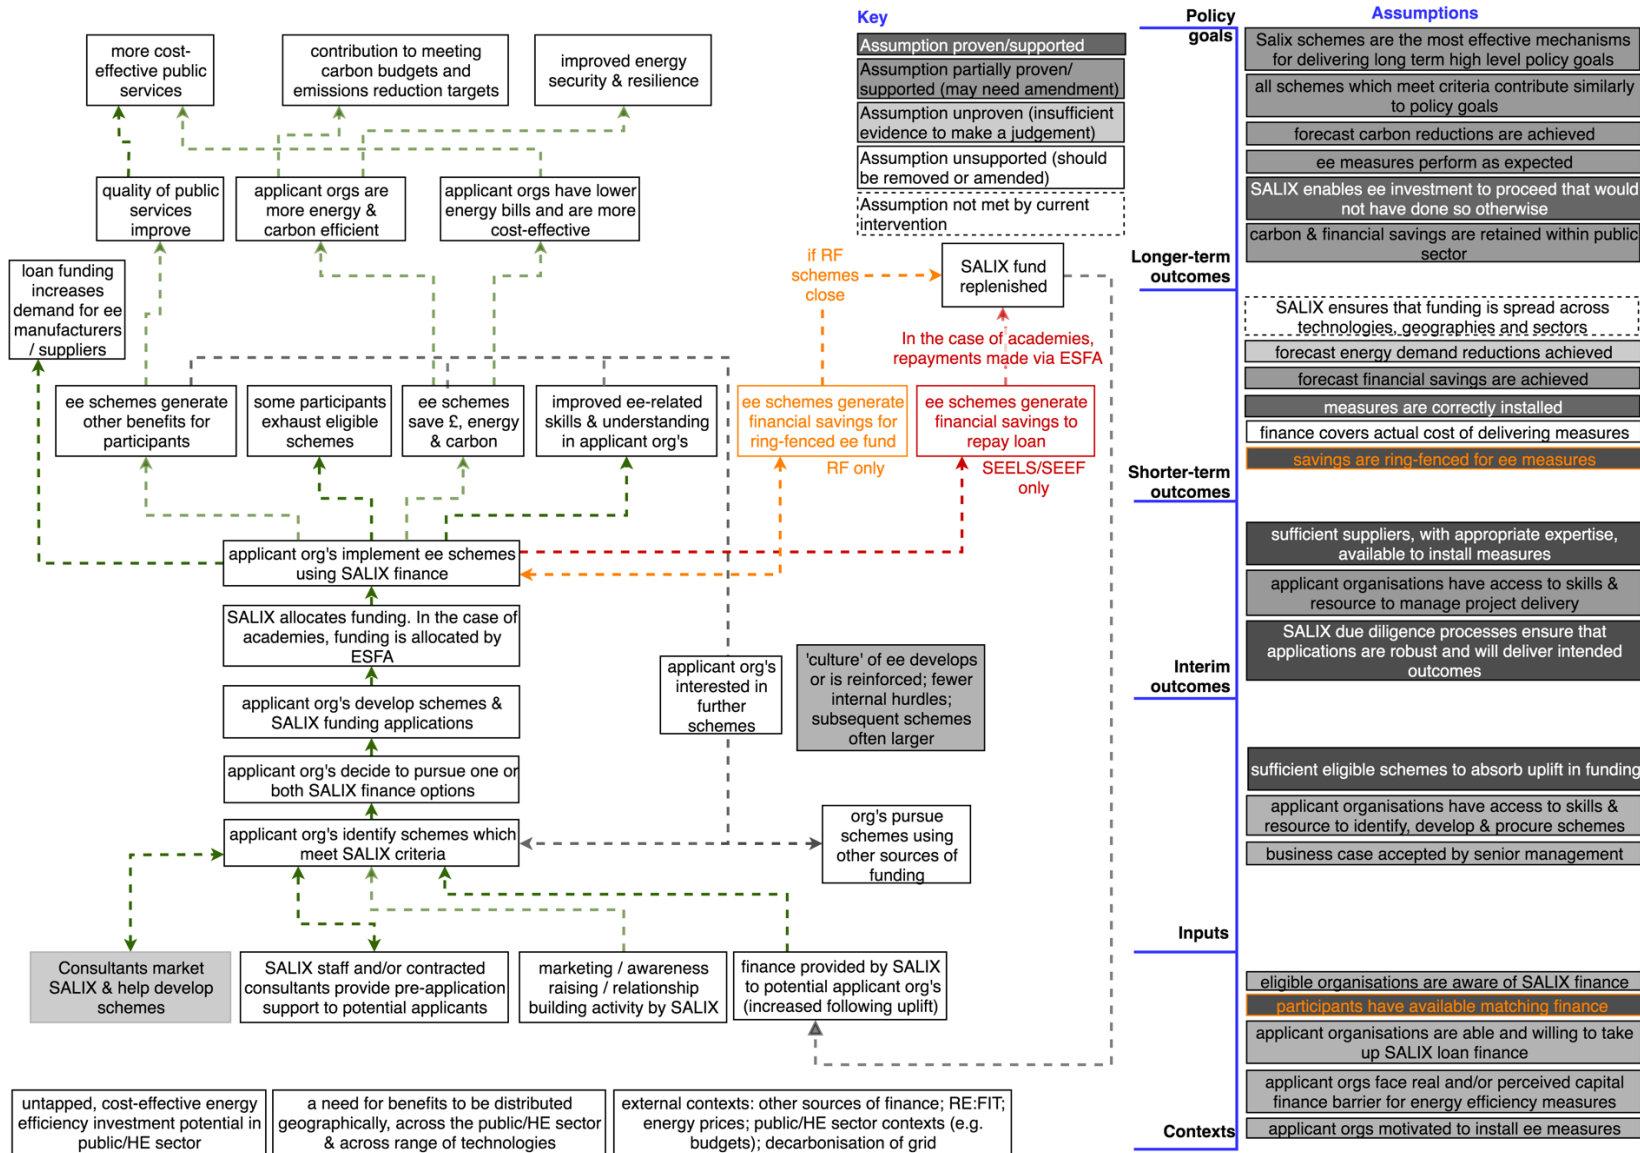 more cost-
effective public
services
contribution to meeting
carbon budgets and
emissions reduction targets
improved energy
security & resilience
quality of public
services
improve
applicant orgs are
more energy &
carbon efficient
applicant orgs have lower
energy bills and are more
cost-effective
loan funding
increases
demand for ee
manufacturers
/ suppliers
if RF
schemes
close
SALIX fund
replenished
In the case of academies,
repayments made via ESFA
ee schemes generate
other benefits for
participants
some participants
exhaust eligible
schemes
ee schemes
save £, energy
& carbon
improved ee-related
skills & understanding
in applicant org's
ee schemes generate
financial savings for
ring-fenced ee fund
RF only
ee schemes generate
financial savings to
repay loan
SEELS/SEEF
only
applicant org's implement ee schemes
using SALIX finance
SALIX allocates funding. In the case of
academies, funding is allocated by
ESFA
applicant org's develop schemes &
SALIX funding applications
applicant org's decide to pursue one or
both SALIX finance options
applicant org's identify schemes which
meet SALIX criteria
applicant org's
interested in
further
schemes
'culture' of ee develops
or is reinforced; fewer
internal hurdles;
subsequent schemes
often larger
org's pursue
schemes using
other sources of
funding
Consultants market
SALIX & help develop
schemes
SALIX staff and/or contracted
consultants provide pre-application
support to potential applicants
marketing / awareness
raising / relationship
building activity by SALIX
finance provided by SALIX
to potential applicant org's
(increased following uplift)
untapped, cost-effective energy
efficiency investment potential in
public/HE sector
a need for benefits to be distributed
geographically, across the public/HE sector
& across range of technologies
external contexts: other sources of finance; RE:FIT;
energy prices; public/HE sector contexts (e.g.
budgets); decarbonisation of grid
Key
Assumption proven/supported
Assumption partially proven/
supported (may need amendment)
Assumption unproven (insufficient
evidence to make a judgement)
Assumption unsupported (should
be removed or amended)
Assumption not met by current
intervention
Policy
goals
Longer-term
outcomes
Shorter-term
outcomes
Interim
outcomes
Inputs
Contexts
Assumptions
Salix schemes are the most effective mechanisms
for delivering long term high level policy goals
all schemes which meet criteria contribute similarly
to policy goals
forecast carbon reductions are achieved
ee measures perform as expected
SALIX enables ee investment to proceed that would
not have done so otherwise
carbon & financial savings are retained within public
sector
SALIX ensures that funding is spread across
technologies, geographies and sectors
forecast energy demand reductions achieved
forecast financial savings are achieved
measures are correctly installed
finance covers actual cost of delivering measures
savings are ring-fenced for ee measures
sufficient suppliers, with appropriate expertise,
available to install measures
applicant organisations have access to skills &
resource to manage project delivery
SALIX due diligence processes ensure that
applications are robust and will deliver intended
outcomes
sufficient eligible schemes to absorb uplift in funding
applicant organisations have access to skills &
resource to identify, develop & procure schemes
business case accepted by senior management
eligible organisations are aware of SALIX finance
participants have available matching finance
applicant organisations are able and willing to take
up SALIX loan finance
applicant orgs face real and/or perceived capital
finance barrier for energy efficiency measures
applicant orgs motivated to install ee measures